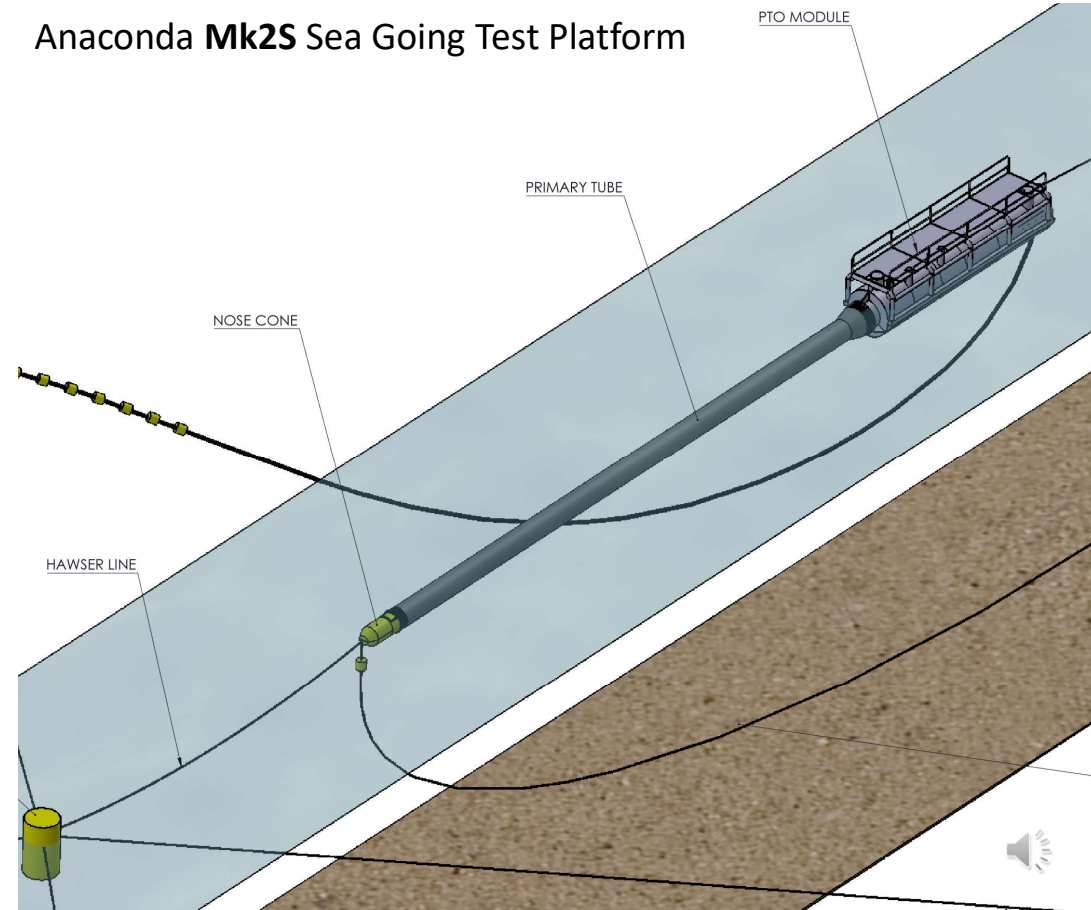 Anaconda Mk2S Sea Going Test Platform
PTO MODULE
PRIMARY TUBE
NOSE CONE
HAWSER LINE